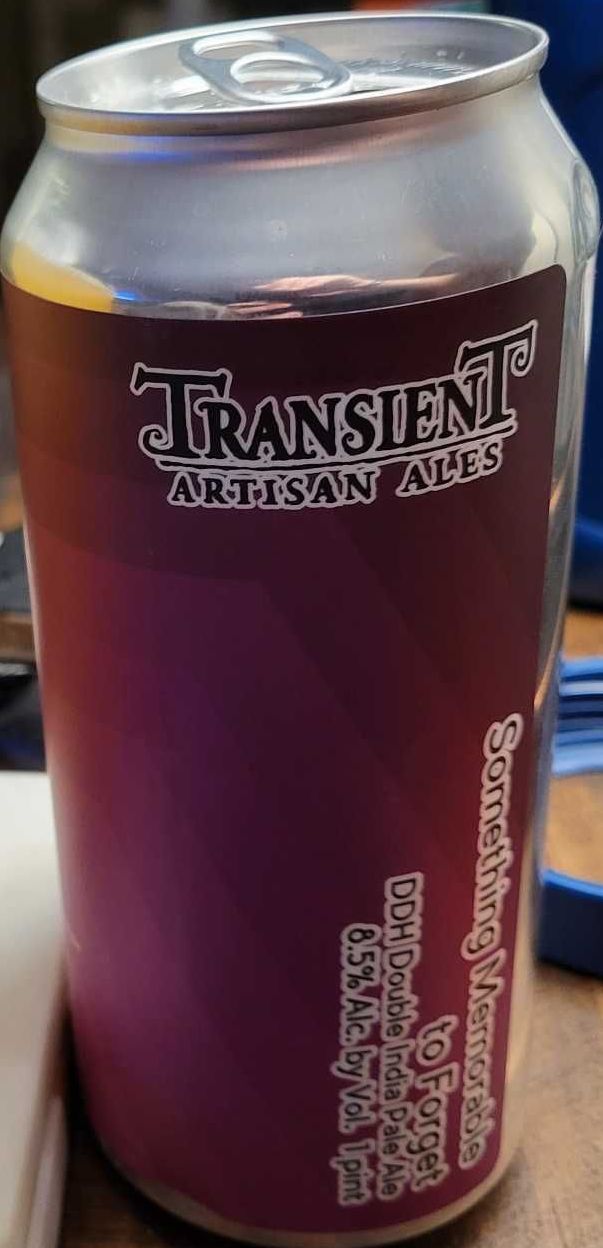 TRANSIENT
ARTISAN ALES
Something Memorable
to Forget
DDH Double India Pale Ale
8.5% Alc. by Vol. 1 pint